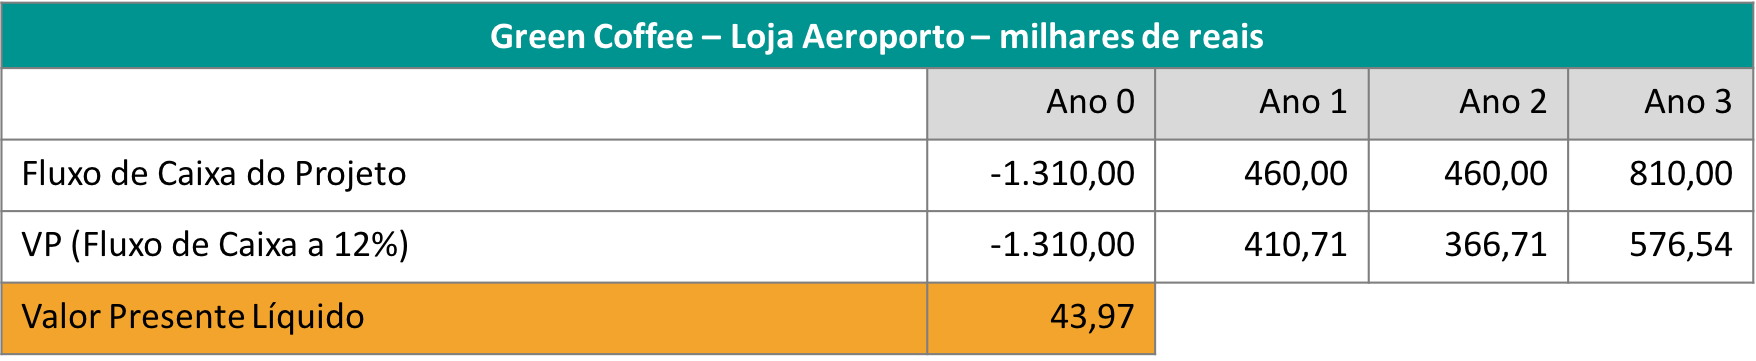 Green Coffee – Loja Aeroporto – milhares de reais
Ano 0 Ano 1 Ano 2 Ano 3
Fluxo de Caixa do Projeto -1.310,00 460,00 460,00 810,00
VP (Fluxo de Caixa a 12%) -1.310,00 410,71 366,71 576,54
Valor Presente Líquido 43,97